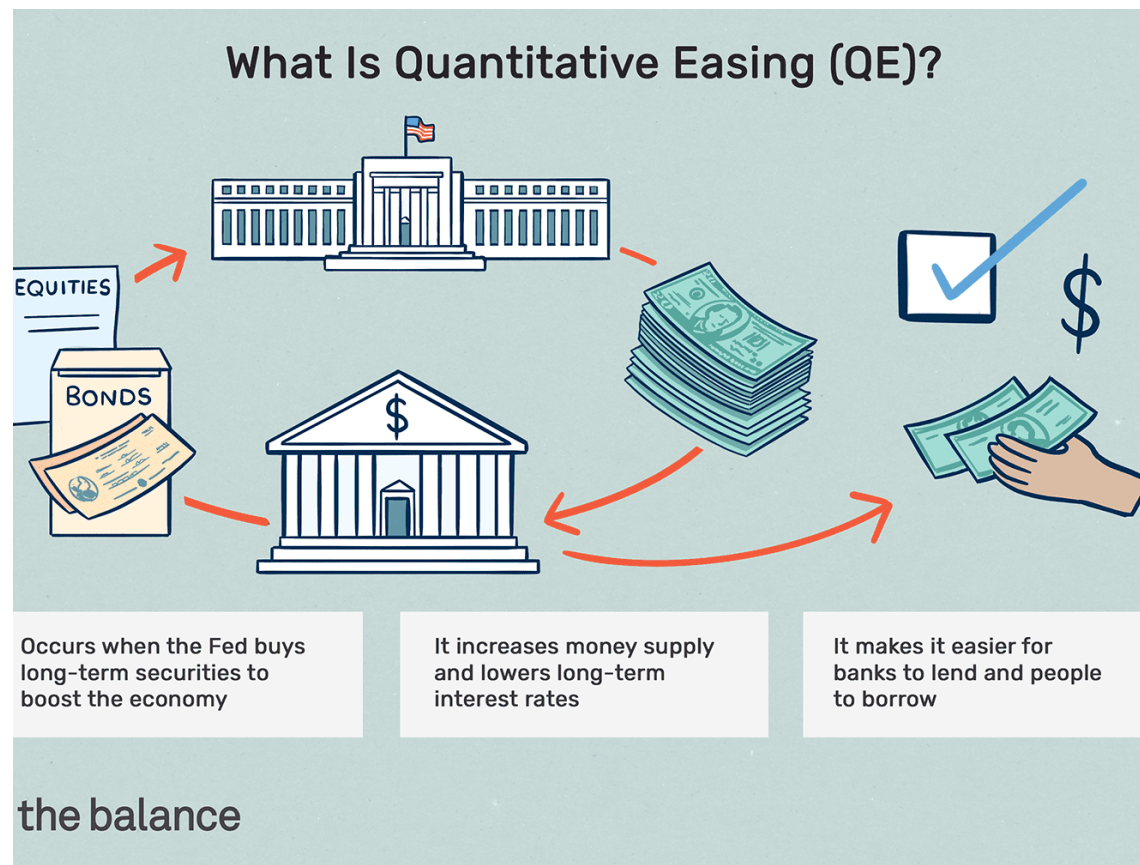 What Is Quantitative Easing (QE)?
EQUITIES
BONDS
$
$
Occurs when the Fed buys
long-term securities to
boost the economy
It increases money supply
and lowers long-term
interest rates
It makes it easier for
banks to lend and people
to borrow
the balance